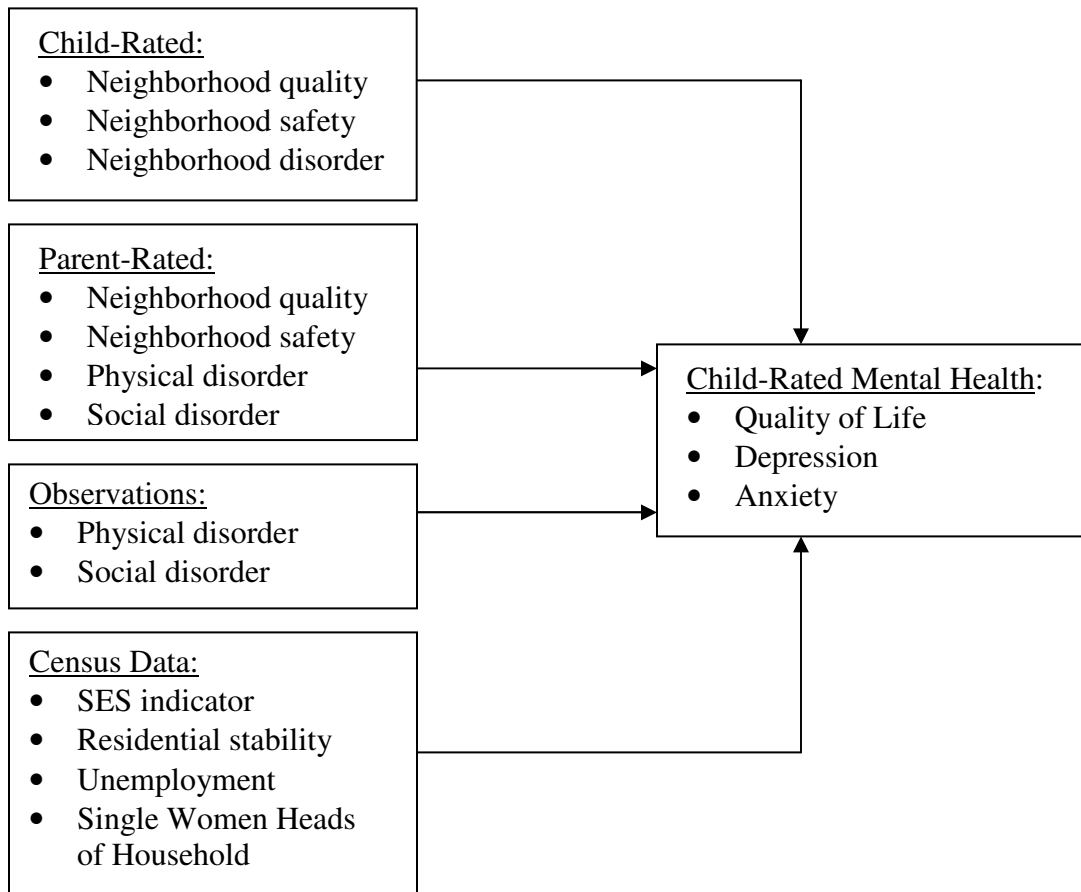 Child-Rated:
• Neighborhood quality
• Neighborhood safety
• Neighborhood disorder
Parent-Rated:
• Neighborhood quality
• Neighborhood safety
• Physical disorder
• Social disorder
Child-Rated Mental Health:
• Quality of Life
• Depression
• Anxiety
Observations:
• Physical disorder
• Social disorder
Census Data:
• SES indicator
• Residential stability
• Unemployment
• Single Women Heads
of Household